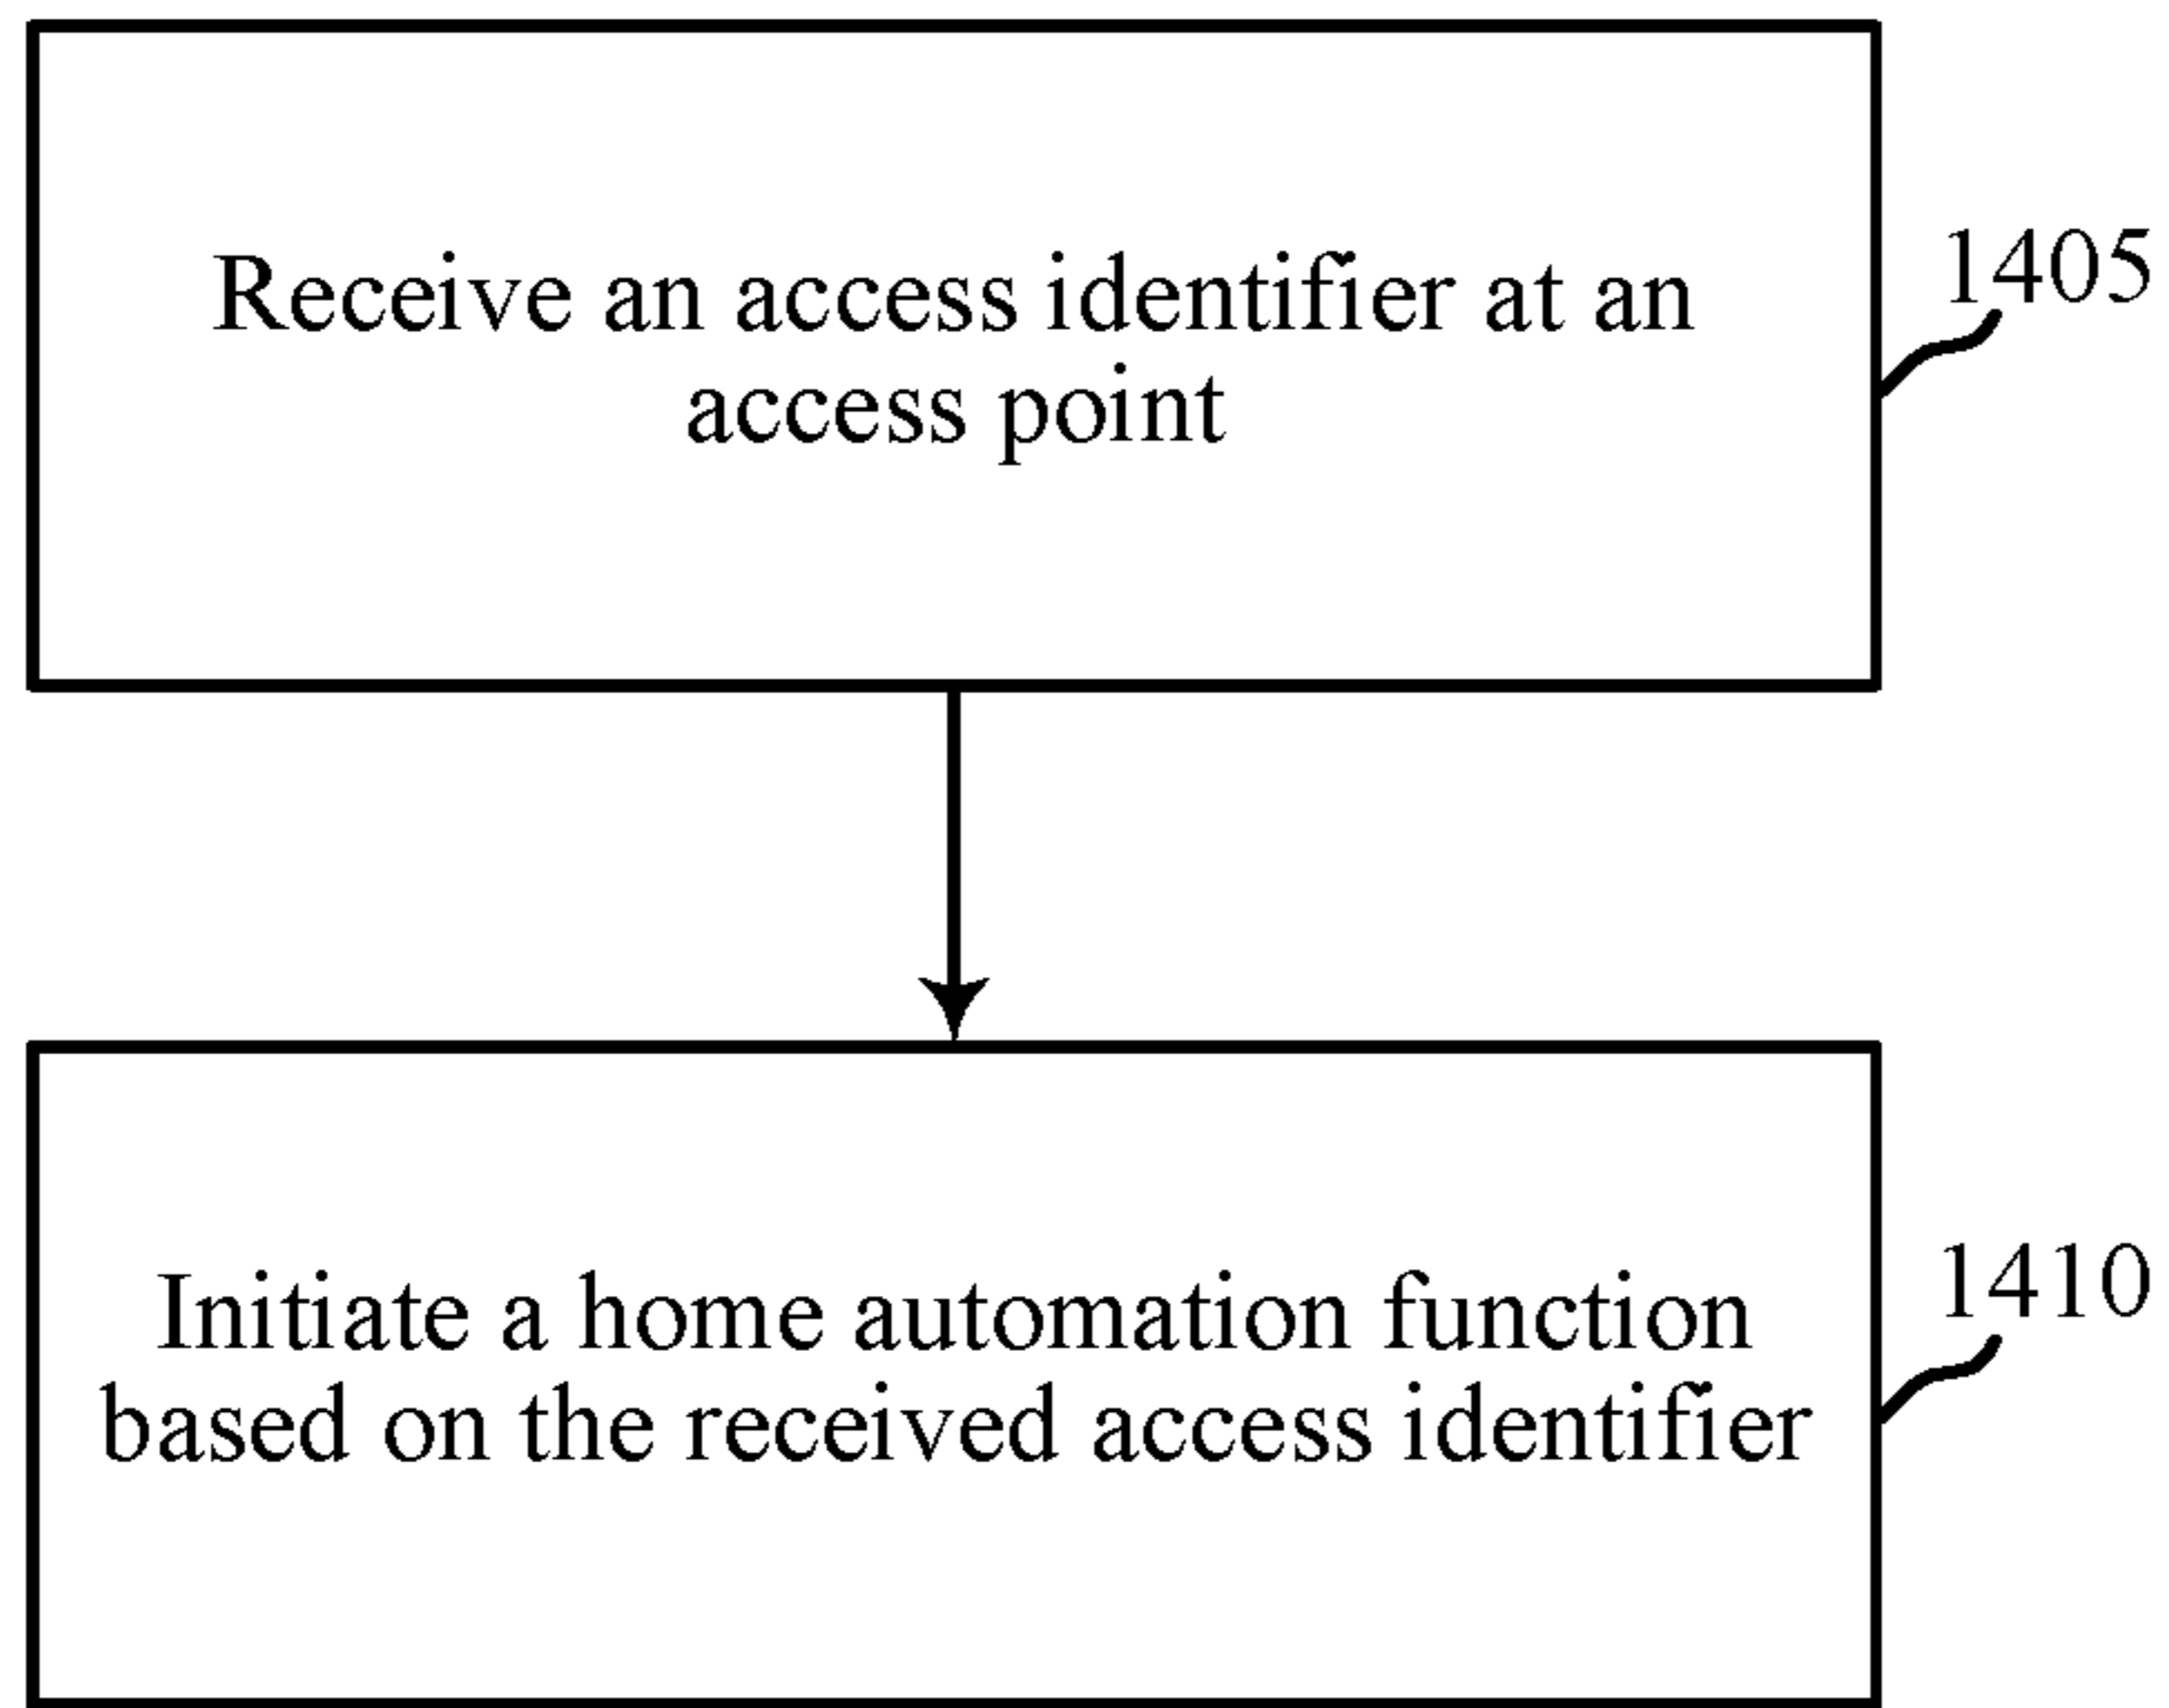 Receive an access identifier at an
access point
1405
Initiate a home automation function
based on the received access identifier
1410